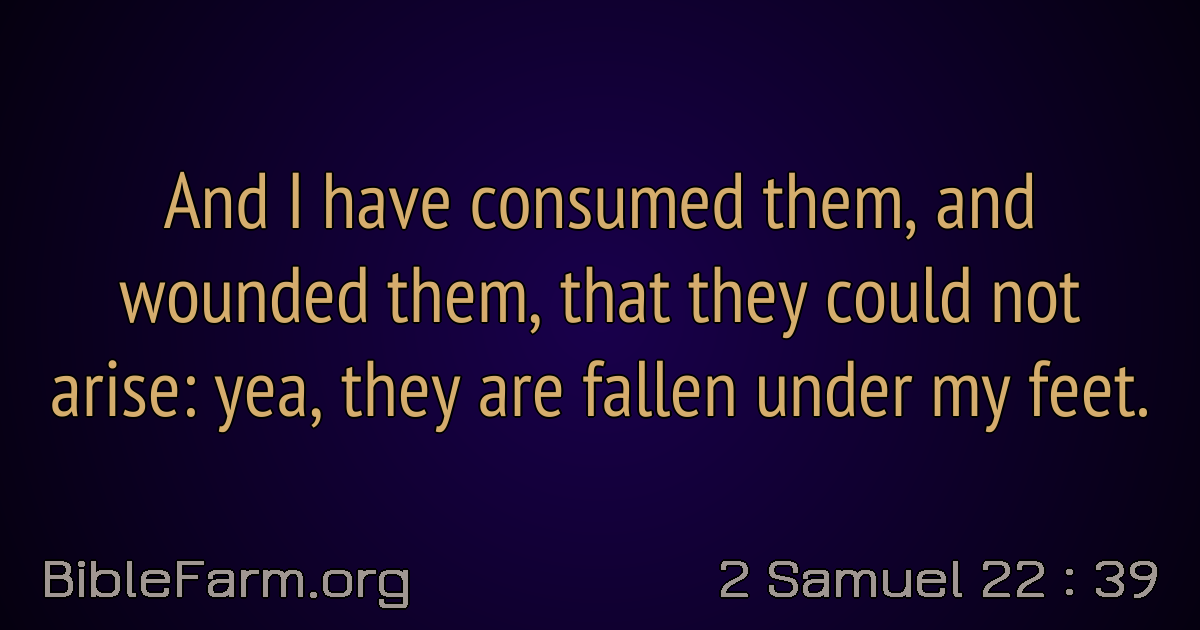 And I have consumed them, and
wounded them, that they could not
arise: yea, they are fallen under my feet.
BibleFarm.org
2 Samuel 22 : 39